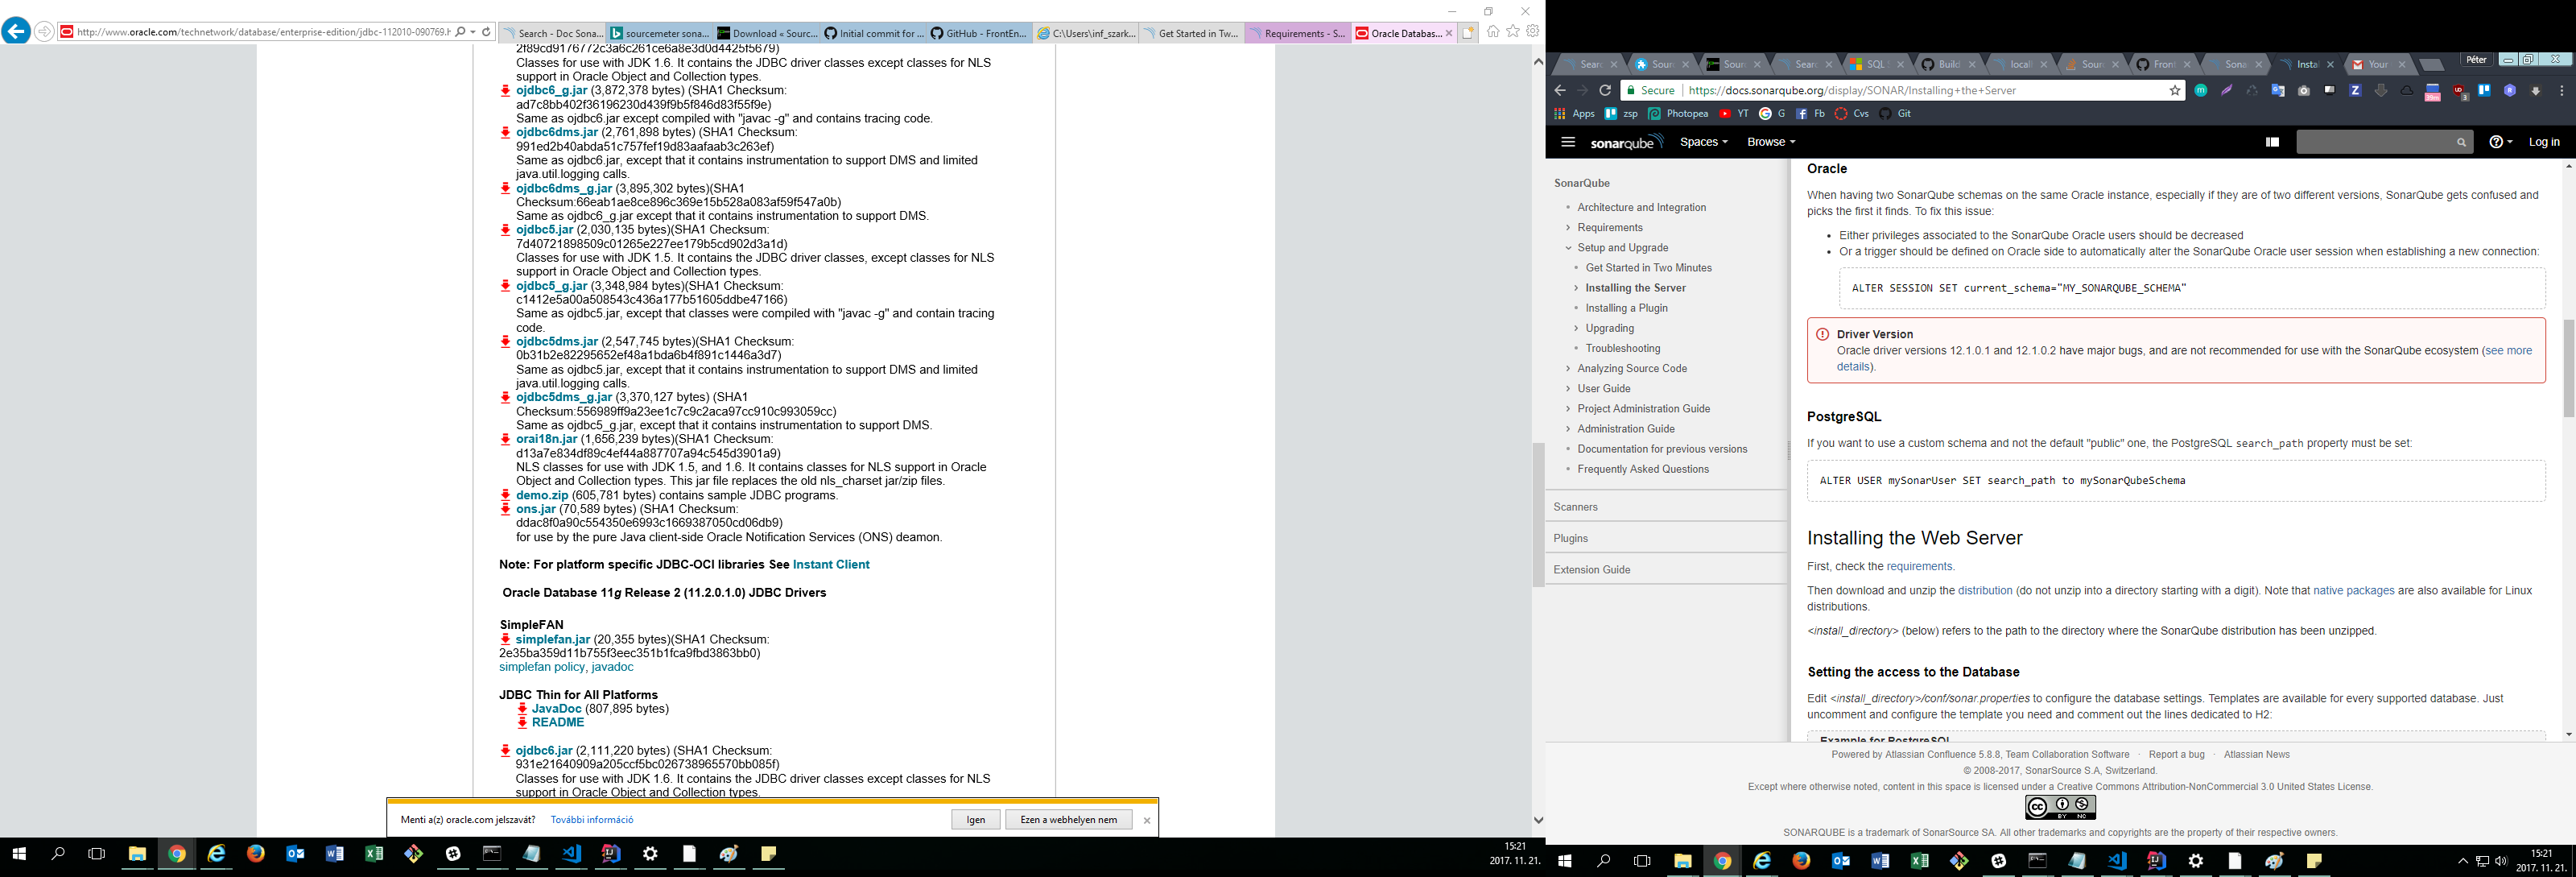 http://www.oracle.com/technetwork/database/enterprise-edition/jdbc-112010-090769.h
Search - Doc Sona...
sourcemeter sona...
Download « Sourc...
Initial commit for ...
GitHub - FrontEn...
C:\Users\inf_szark...
Get Started in Tw...
Requirements - S...
Oracle Databas...
2f89cd9176772c3a6c261ce6a8e3d0d4425f5679)
Classes for use with JDK 1.6. It contains the JDBC driver classes except classes for NLS
support in Oracle Object and Collection types.
ojdbc6_g.jar (3,872,378 bytes) (SHA1 Checksum:
ad7c8bb402f36196230d439f9b5f846d83f55f9e)
Same as ojdbc6.jar except compiled with "javac -g" and contains tracing code.
ojdbc6dms.jar (2,761,898 bytes) (SHA1 Checksum:
991ed2b40abda51c757fef19d83aafaab3c263ef)
Same as ojdbc6.jar, except that it contains instrumentation to support DMS and limited
java.util.logging calls.
ojdbc6dms_g.jar (3,895,302 bytes)(SHA1
Checksum:66eab1ae8ce896c369e15b528a083af59f547a0b)
Same as ojdbc6_g.jar except that it contains instrumentation to support DMS.
ojdbc5.jar (2,030,135 bytes)(SHA1 Checksum:
7d40721898509c01265e227ee179b5cd902d3a1d)
Classes for use with JDK 1.5. It contains the JDBC driver classes, except classes for NLS
support in Oracle Object and Collection types.
ojdbc5_g.jar (3,348,984 bytes)(SHA1 Checksum:
c1412e5a00a508543c436a177b51605ddbe47166)
Same as ojdbc5.jar, except that classes were compiled with "javac -g" and contain tracing
code.
ojdbc5dms.jar (2,547,745 bytes)(SHA1 Checksum:
0b31b2e82295652ef48a1bda6b4f891c1446a3d7)
Same as ojdbc5.jar, except that it contains instrumentation to support DMS and limited
java.util.logging calls.
ojdbc5dms_g.jar (3,370,127 bytes) (SHA1
Checksum:556989ff9a23ee1c7c9c2aca97cc910c993059cc)
Same as ojdbc5_g.jar, except that it contains instrumentation to support DMS.
orai18n.jar (1,656,239 bytes)(SHA1 Checksum:
d13a7e834df89c4ef44a887707a94c545d3901a9)
NLS classes for use with JDK 1.5, and 1.6. It contains classes for NLS support in Oracle
Object and Collection types. This jar file replaces the old nls_charset jar/zip files.
demo.zip (605,781 bytes) contains sample JDBC programs.
ons.jar (70,589 bytes) (SHA1 Checksum:
ddac8f0a90c554350e6993c1669387050cd06db9)
for use by the pure Java client-side Oracle Notification Services (ONS) deamon.
Note: For platform specific JDBC-OCI libraries See Instant Client
Oracle Database 11g Release 2 (11.2.0.1.0) JDBC Drivers
SimpleFAN
simplefan.jar (20,355 bytes)(SHA1 Checksum:
2e35ba359d11b755f3eec351b1fca9fbd3863bb0)
simplefan policy, javadoc
JDBC Thin for All Platforms
JavaDoc (807,895 bytes)
README
ojdbc6.jar (2,111,220 bytes) (SHA1 Checksum:
931e21640909a205ccf5bc026738965570bb085f)
Classes for use with JDK 1.6. It contains the JDBC driver classes except classes for NLS
support in Oracle Object and Collection types.
Menti a(z) oracle.com jelszavát?
További információ
Igen
Ezen a webhelyen nem
15:21
2017. 11. 21.
Searc
Sourc
Sourc
Searc
SQL S
Build
local
Sourc
Front
Sona
Instal
Your
Péter
Secure
https://docs.sonarqube.org/display/SONAR/Installing+the+Server
Apps
zsp
Photopea
YT
G
Fb
Cvs
Git
sonarqube
Spaces
Browse
Log in
SonarQube
Architecture and Integration
Requirements
Setup and Upgrade
Get Started in Two Minutes
Installing the Server
Installing a Plugin
Upgrading
Troubleshooting
Analyzing Source Code
User Guide
Project Administration Guide
Administration Guide
Documentation for previous versions
Frequently Asked Questions
Scanners
Plugins
Extension Guide
Oracle
When having two SonarQube schemas on the same Oracle instance, especially if they are of two different versions, SonarQube gets confused and
picks the first it finds. To fix this issue:
Either privileges associated to the SonarQube Oracle users should be decreased
Or a trigger should be defined on Oracle side to automatically alter the SonarQube Oracle user session when establishing a new connection:
ALTER SESSION SET current_schema="MY_SONARQUBE_SCHEMA"
Driver Version
Oracle driver versions 12.1.0.1 and 12.1.0.2 have major bugs, and are not recommended for use with the SonarQube ecosystem (see more
details).
PostgreSQL
If you want to use a custom schema and not the default "public" one, the PostgreSQL search_path property must be set:
ALTER USER mySonarUser SET search_path to mySonarQubeSchema
Installing the Web Server
First, check the requirements.
Then download and unzip the distribution (do not unzip into a directory starting with a digit). Note that native packages are also available for Linux
distributions.
<install_directory> (below) refers to the path to the directory where the SonarQube distribution has been unzipped.
Setting the access to the Database
Edit <install_directory>/conf/sonar.properties to configure the database settings. Templates are available for every supported database. Just
uncomment and configure the template you need and comment out the lines dedicated to H2:
Example for PostgreSQL
Powered by Atlassian Confluence 5.8.8, Team Collaboration Software · Report a bug · Atlassian News
© 2008-2017, SonarSource S.A, Switzerland.
Except where otherwise noted, content in this space is licensed under a Creative Commons Attribution-NonCommercial 3.0 United States License.
CC BY NC
SONARQUBE is a trademark of SonarSource SA. All other trademarks and copyrights are the property of their respective owners.
15:21
2017. 11. 21.